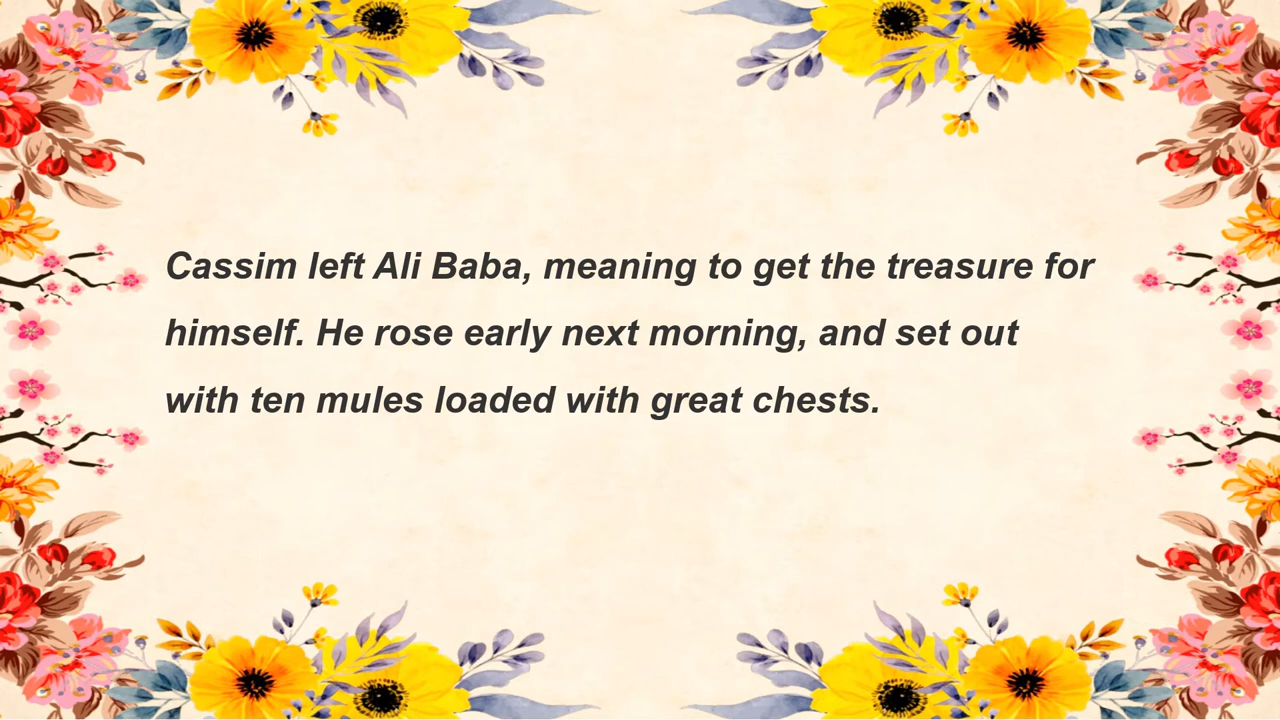 Cassim left Ali Baba, meaning to get the treasure for
himself. He rose early next morning, and set out
with ten mules loaded with great chests.